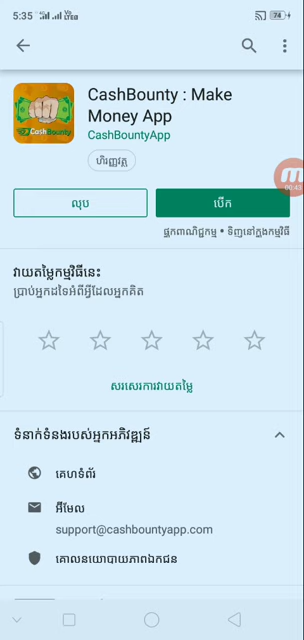 5:35
74
CashBounty : Make
Money App
CashBountyApp
CashBounty
ហិរញ្ញវត្ថុ
លុប
បើក
00:43
ផ្ទុកពាណិជ្ជកម្ម • ទិញនៅក្នុងកម្មវិធី
វាយតម្លៃកម្មវិធីនេះ
ប្រាប់អ្នកដទៃអំពីអ្វីដែលអ្នកគិត
សរសេរការវាយតម្លៃ
ទំនាក់ទំនងរបស់អ្នកអភិវឌ្ឍន៍
គេហទំព័រ
អ៊ីមែល
support@cashbountyapp.com
គោលនយោបាយភាពឯកជន